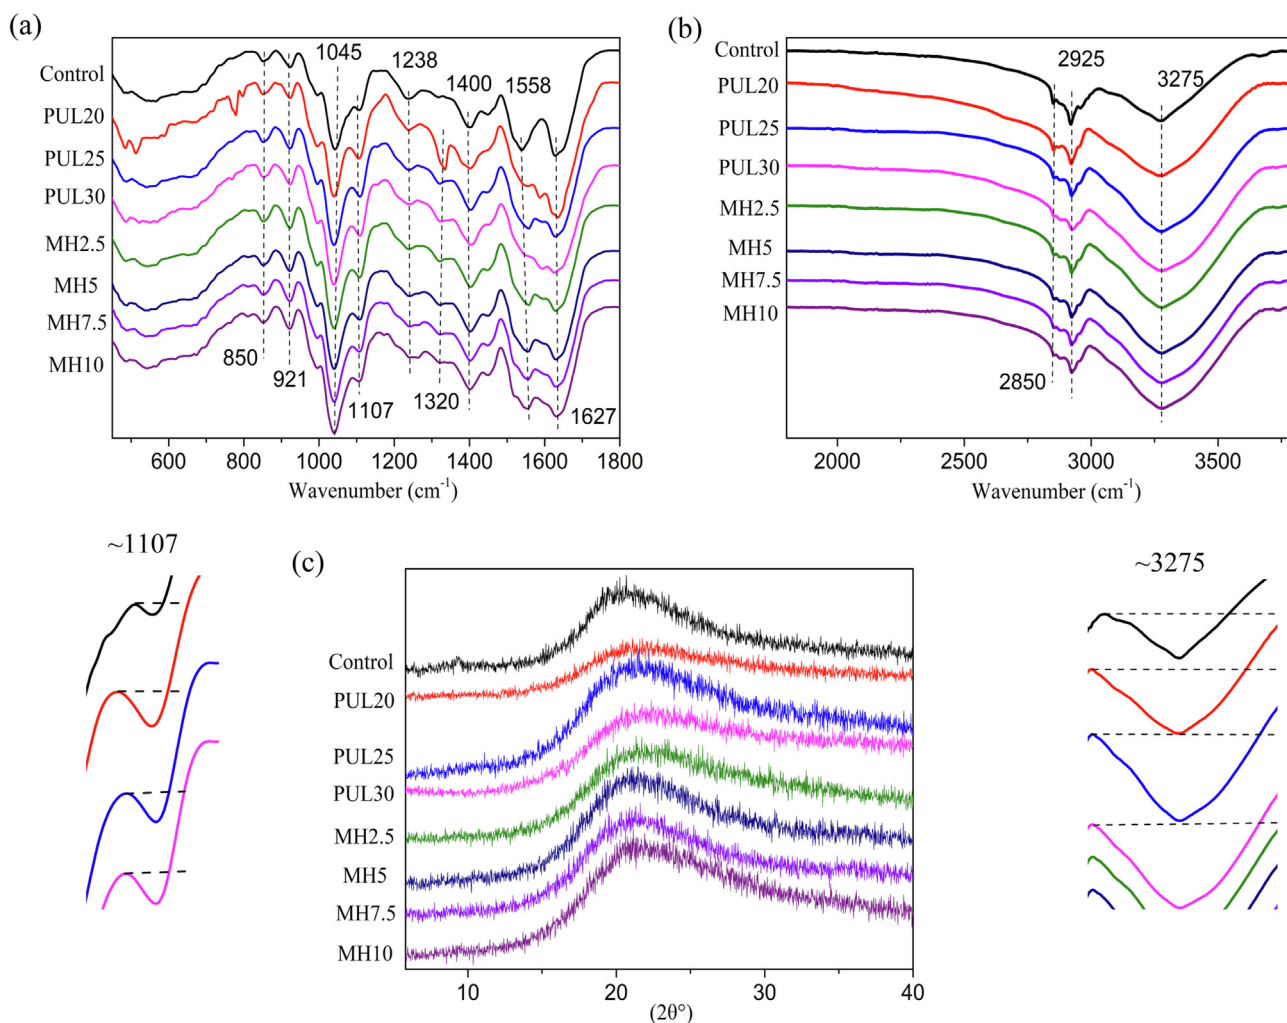 (a)
1045
1238
1400
1558
Control
PUL20
PUL25
PUL30
MH2.5
MH5
MH7.5
MH10
850
921
1107
1320
1627
600 800 1000 1200 1400 1600 1800
Wavenumber (cm⁻¹)
(b)
2925
3275
Control
PUL20
PUL25
PUL30
MH2.5
MH5
MH7.5
MH10
2850
2000 2500 3000 3500
Wavenumber (cm⁻¹)
~1107
(c)
Control
PUL20
PUL25
PUL30
MH2.5
MH5
MH7.5
MH10
10 20 30 40
(2θ°)
~3275